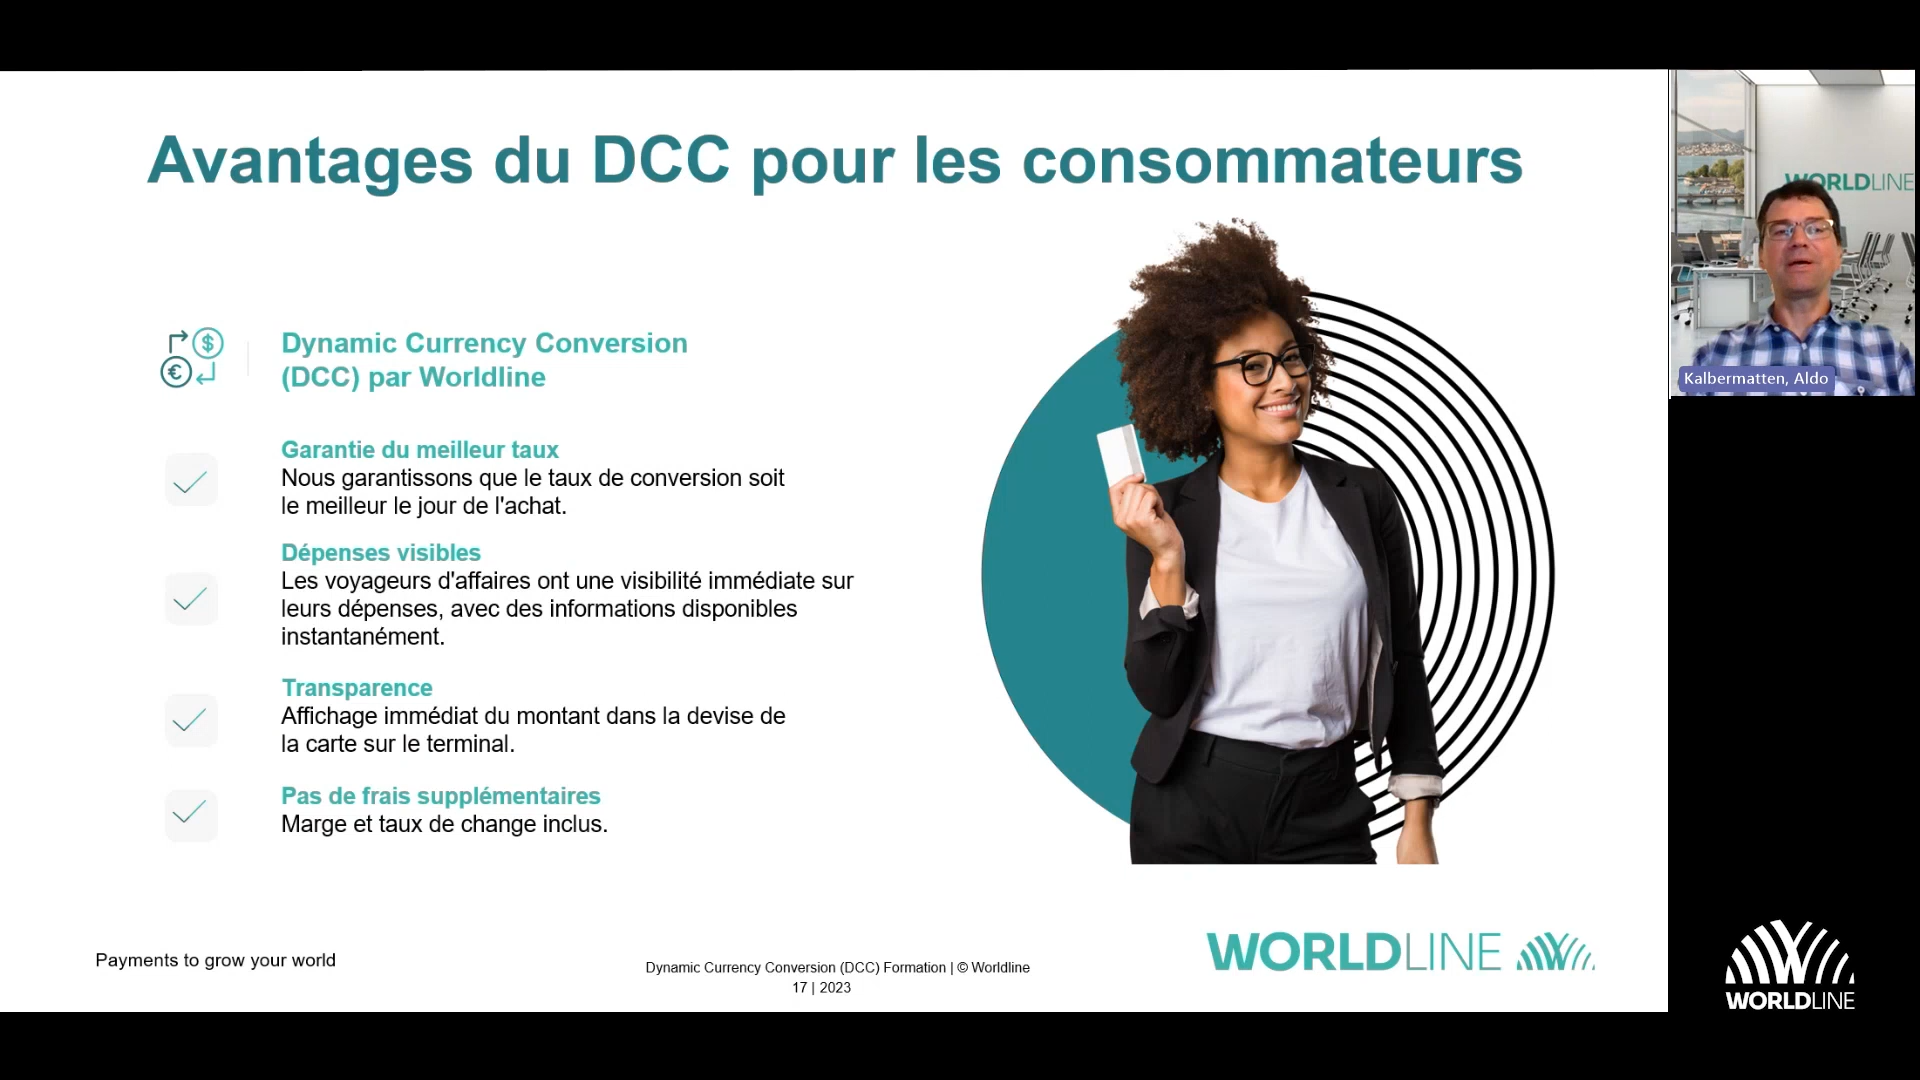 Avantages du DCC pour les consommateurs
WORLDLINE
Kalbermatten, Aldo
$
€
Dynamic Currency Conversion
(DCC) par Worldline
Garantie du meilleur taux
Nous garantissons que le taux de conversion soit
le meilleur le jour de l'achat.
Dépenses visibles
Les voyageurs d'affaires ont une visibilité immédiate sur
leurs dépenses, avec des informations disponibles
instantanément.
Transparence
Affichage immédiat du montant dans la devise de
la carte sur le terminal.
Pas de frais supplémentaires
Marge et taux de change inclus.
Payments to grow your world
Dynamic Currency Conversion (DCC) Formation | © Worldline
17 | 2023
WORLDLINE
WORLDLINE